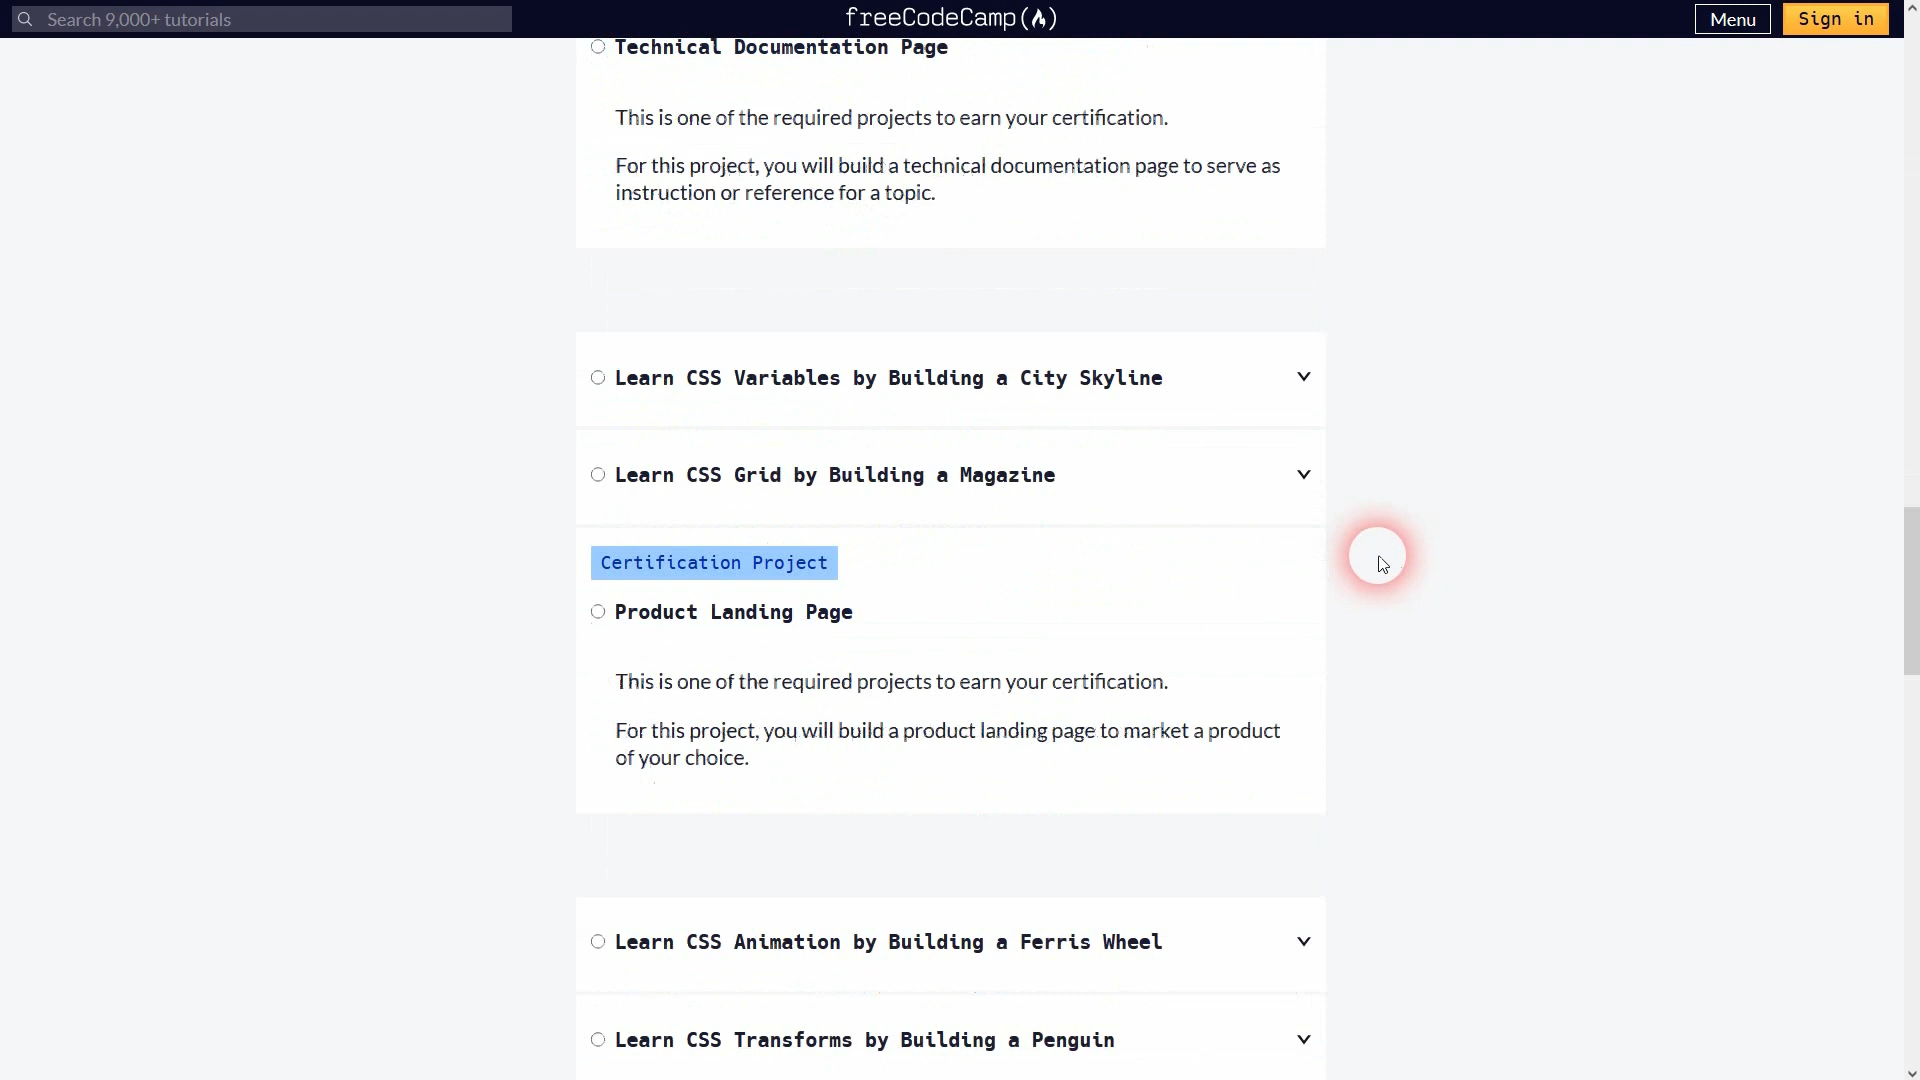 Search 9,000+ tutorials
freeCodeCamp
Menu
Sign in
Technical Documentation Page
This is one of the required projects to earn your certification.
For this project, you will build a technical documentation page to serve as
instruction or reference for a topic.
Learn CSS Variables by Building a City Skyline
Learn CSS Grid by Building a Magazine
Certification Project
Product Landing Page
This is one of the required projects to earn your certification.
For this project, you will build a product landing page to market a product
of your choice.
Learn CSS Animation by Building a Ferris Wheel
Learn CSS Transforms by Building a Penguin